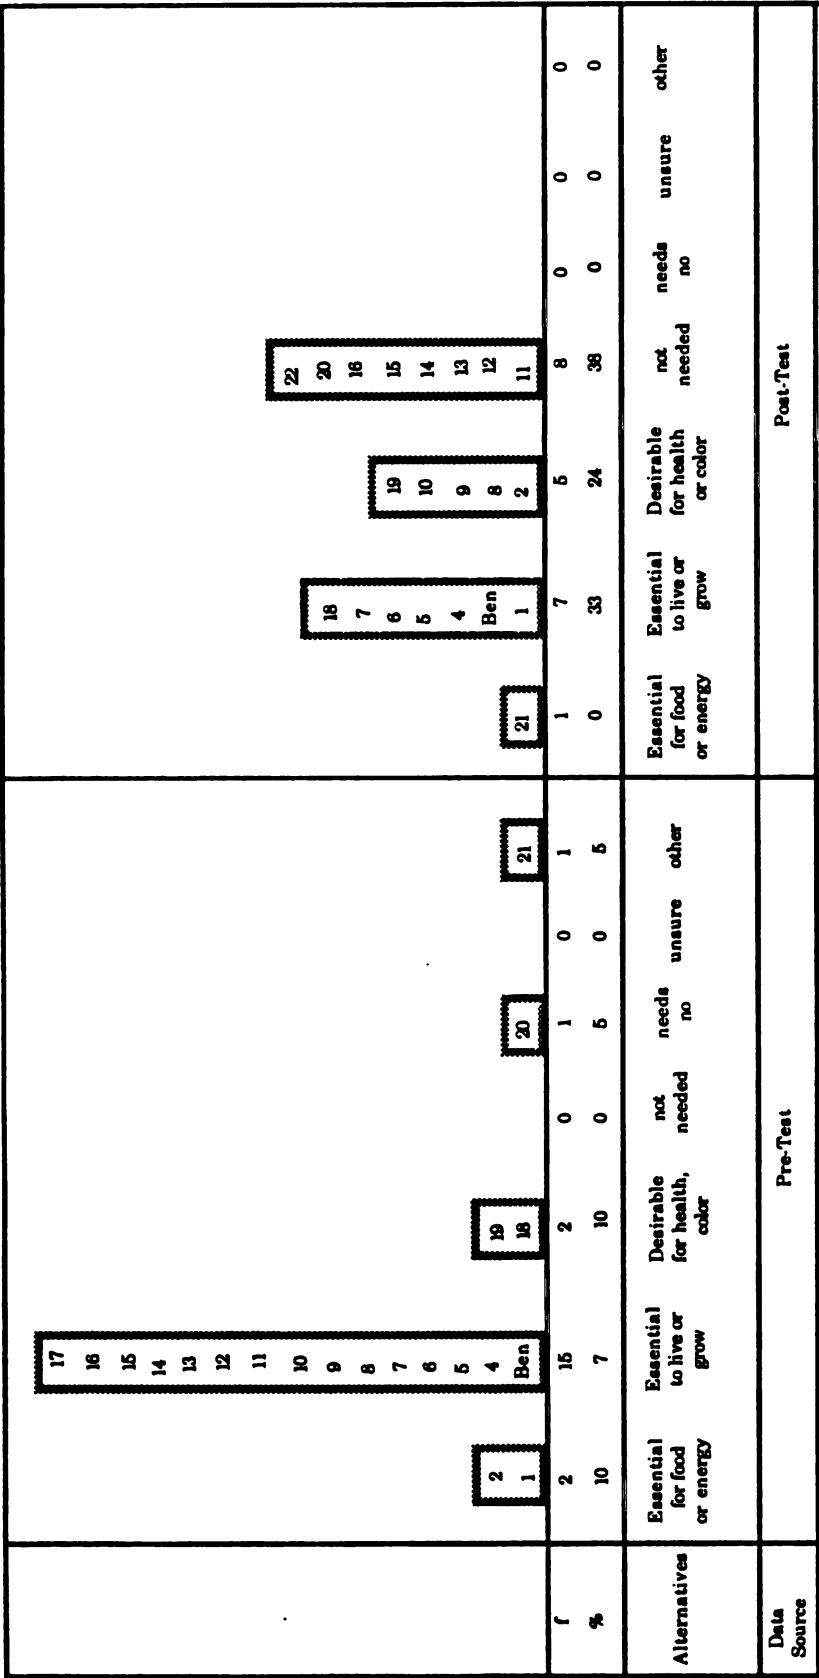 2
1
17
16
15
14
13
12
11
10
9
8
7
6
5
4
Ben
19
18
20
21
21
18
7
6
5
4
Ben
1
19
10
9
8
2
22
20
16
15
14
13
12
11
f 2 15 2 0 1 0 1 1 7 5 8 0 0 0
% 10 7 10 0 5 0 5 0 33 24 38 0 0 0
Alternatives
Essential
for food
or energy
Essential
to live or
grow
Desirable
for health,
color
not
needed
needs
no
unsure
other
Essential
for food
or energy
Essential
to live or
grow
Desirable
for health
or color
not
needed
needs
no
unsure
other
Data
Source
Pre-Test
Post-Test